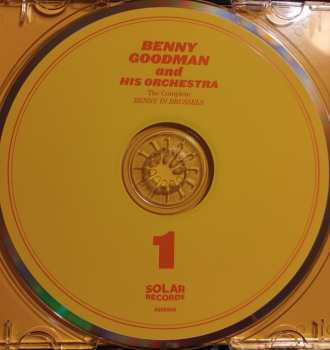 BENNY
GOODMAN
and
HIS ORCHESTRA
The Complete
BENNY IN BRUSSELS
1
SOLAR
RECORDS